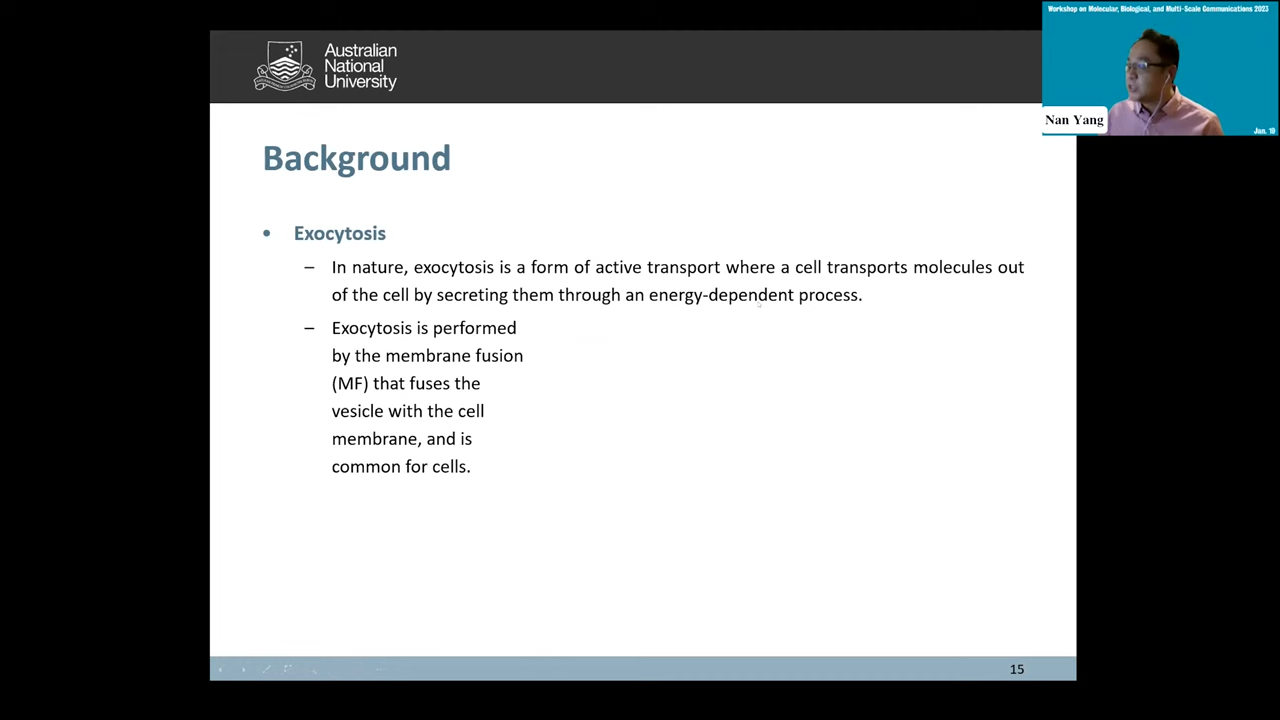 Workshop on Molecular, Biological, and Multi-Scale Communications 2023
Australian
National
University
Nan Yang
Jan. 19
Background
• Exocytosis
– In nature, exocytosis is a form of active transport where a cell transports molecules out
of the cell by secreting them through an energy-dependent process.
– Exocytosis is performed
by the membrane fusion
(MF) that fuses the
vesicle with the cell
membrane, and is
common for cells.
15